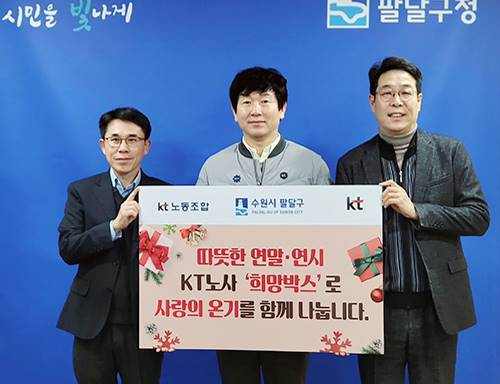 시민을 빛나게
팔달구청
kt 노동조합
수원시 팔달구
PALDAL-GU OF SUWON CITY
kt
따뜻한 연말·연시
KT노사 '희망박스'로
사랑의 온기를 함께 나눕니다.